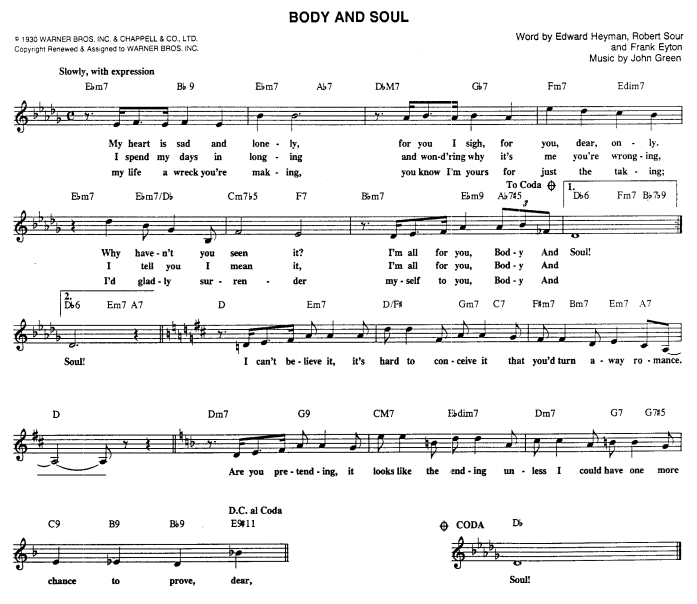 BODY AND SOUL
© 1930 WARNER BROS. INC. & CHAPPELL & CO., LTD.
Copyright Renewed & Assigned to WARNER BROS. INC.
Word by Edward Heyman, Robert Sour
and Frank Eyton
Music by John Green
Slowly, with expression
E♭m7 B♭9 E♭m7 A♭7 D♭M7 G♭7 Fm7 Edim7
My heart is sad and lone - ly, for you I sigh, for you, dear, on - ly.
I spend my days in long - ing and won-d'ring why it's me you're wrong - ing,
my life a wreck you're mak - ing, you know I'm yours for just the tak - ing;
To Coda 1.
E♭m7 E♭m7/D♭ Cm7♭5 F7 B♭m7 E♭m9 A♭7#5 D♭6 Fm7 B♭7♭9
3
Why have - n't you seen it? I'm all for you, Bod - y And Soul!
I tell you I mean it, I'm all for you, Bod - y And
I'd glad - ly sur - ren - der my - self to you, Bod - y And
2.
D♭6 Em7 A7 D Em7 D/F# Gm7 C7 F#m7 Bm7 Em7 A7
Soul! I can't be - lieve it, it's hard to con - ceive it that you'd turn a - way ro - mance.
D Dm7 G9 CM7 E♭dim7 Dm7 G7 G7#5
Are you pre - tend - ing, it looks like the end - ing un - less I could have one more
D.C. al Coda
C9 B9 B♭9 E9#11 CODA D♭
chance to prove, dear, Soul!